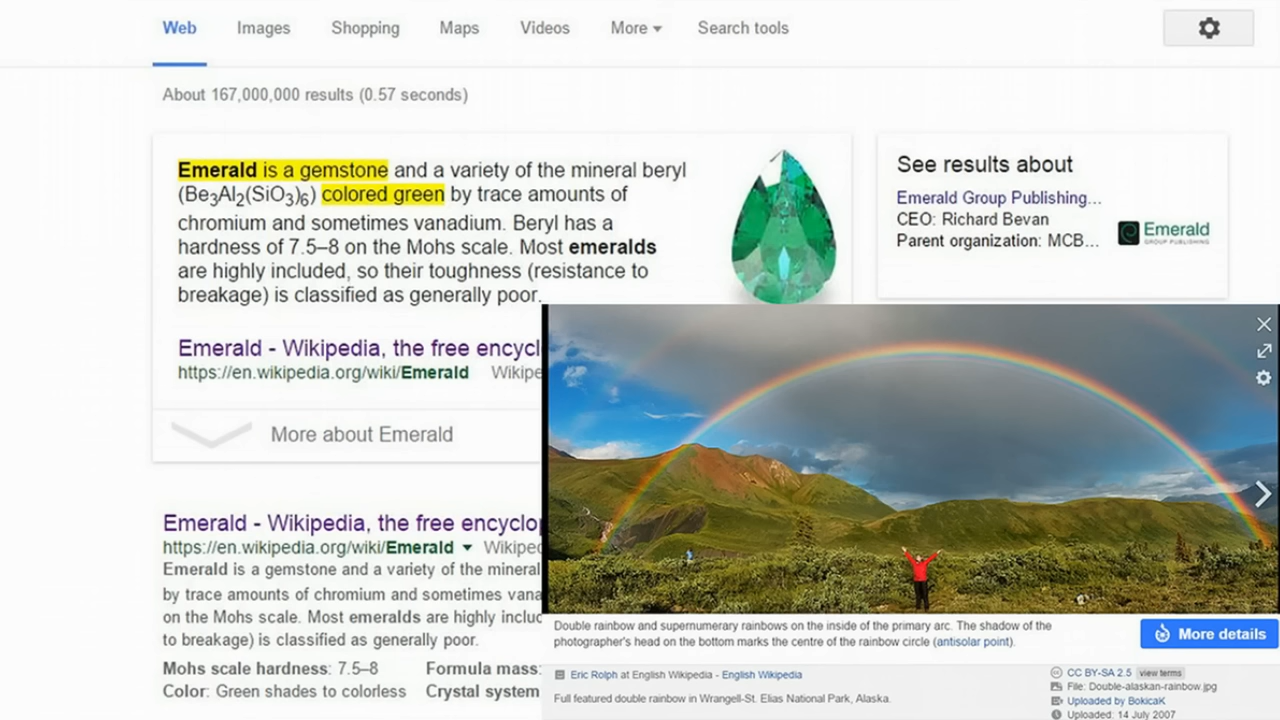 Web Images Shopping Maps Videos More Search tools
About 167,000,000 results (0.57 seconds)
Emerald is a gemstone and a variety of the mineral beryl
(Be3Al2(SiO3)6) colored green by trace amounts of
chromium and sometimes vanadium. Beryl has a
hardness of 7.5–8 on the Mohs scale. Most emeralds
are highly included, so their toughness (resistance to
breakage) is classified as generally poor.
Emerald - Wikipedia, the free encycl
https://en.wikipedia.org/wiki/Emerald Wikipe
More about Emerald
See results about
Emerald Group Publishing...
CEO: Richard Bevan
Parent organization: MCB...
Emerald
GROUP PUBLISHING
Emerald - Wikipedia, the free encyclo
https://en.wikipedia.org/wiki/Emerald Wikiped
Emerald is a gemstone and a variety of the mineral
by trace amounts of chromium and sometimes vana
on the Mohs scale. Most emeralds are highly includ
to breakage) is classified as generally poor.
Mohs scale hardness: 7.5–8 Formula mass:
Color: Green shades to colorless Crystal system
Double rainbow and supernumerary rainbows on the inside of the primary arc. The shadow of the
photographer's head on the bottom marks the centre of the rainbow circle (antisolar point).
More details
Eric Rolph at English Wikipedia - English Wikipedia
Full featured double rainbow in Wrangell-St. Elias National Park, Alaska.
CC BY-SA 2.5 view terms
File: Double-alaskan-rainbow.jpg
Uploaded by BokicaK
Uploaded: 14 July 2007